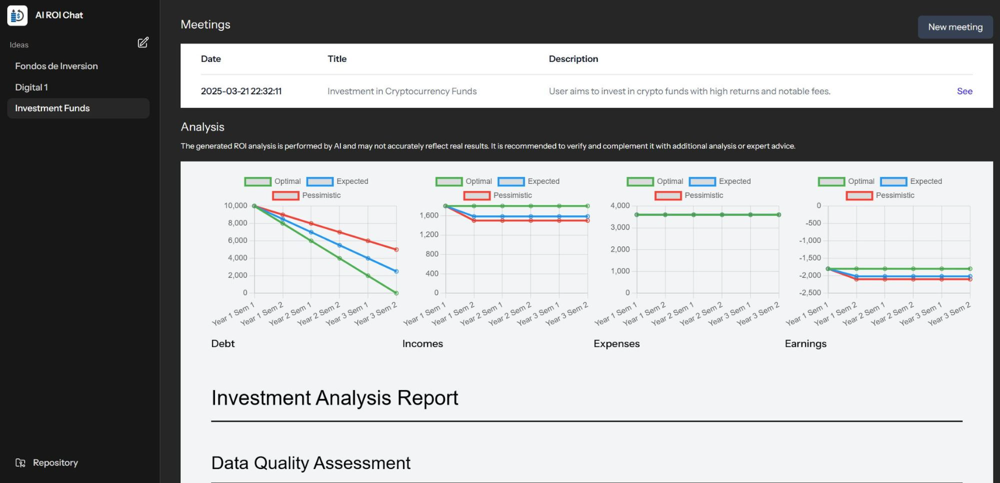 AI ROI Chat
Ideas
Fondos de Inversion
Digital 1
Investment Funds
Repository
Meetings
New meeting
Date Title Description
2025-03-21 22:32:11 Investment in Cryptocurrency Funds User aims to invest in crypto funds with high returns and notable fees. See
Analysis
The generated ROI analysis is performed by AI and may not accurately reflect real results. It is recommended to verify and complement it with additional analysis or expert advice.
Optimal Expected
Pessimistic
10,000
8,000
6,000
4,000
2,000
0
Year 1 Sem 1
Year 1 Sem 2
Year 2 Sem 1
Year 2 Sem 2
Year 3 Sem 1
Year 3 Sem 2
Debt
Optimal Expected
Pessimistic
1,600
1,200
800
400
0
Year 1 Sem 1
Year 1 Sem 2
Year 2 Sem 1
Year 2 Sem 2
Year 3 Sem 1
Year 3 Sem 2
Incomes
Optimal Expected
Pessimistic
4,000
3,000
2,000
1,000
0
Year 1 Sem 1
Year 1 Sem 2
Year 2 Sem 1
Year 2 Sem 2
Year 3 Sem 1
Year 3 Sem 2
Expenses
Optimal Expected
Pessimistic
0
-500
-1,000
-1,500
-2,000
-2,500
Year 1 Sem 1
Year 1 Sem 2
Year 2 Sem 1
Year 2 Sem 2
Year 3 Sem 1
Year 3 Sem 2
Earnings
Investment Analysis Report
Data Quality Assessment